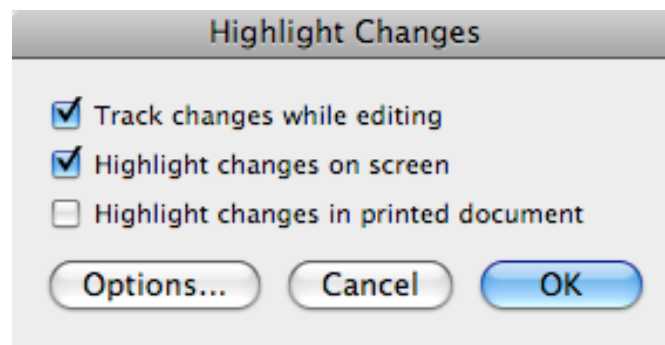 Highlight Changes
Track changes while editing
Highlight changes on screen
Highlight changes in printed document
Options... Cancel OK